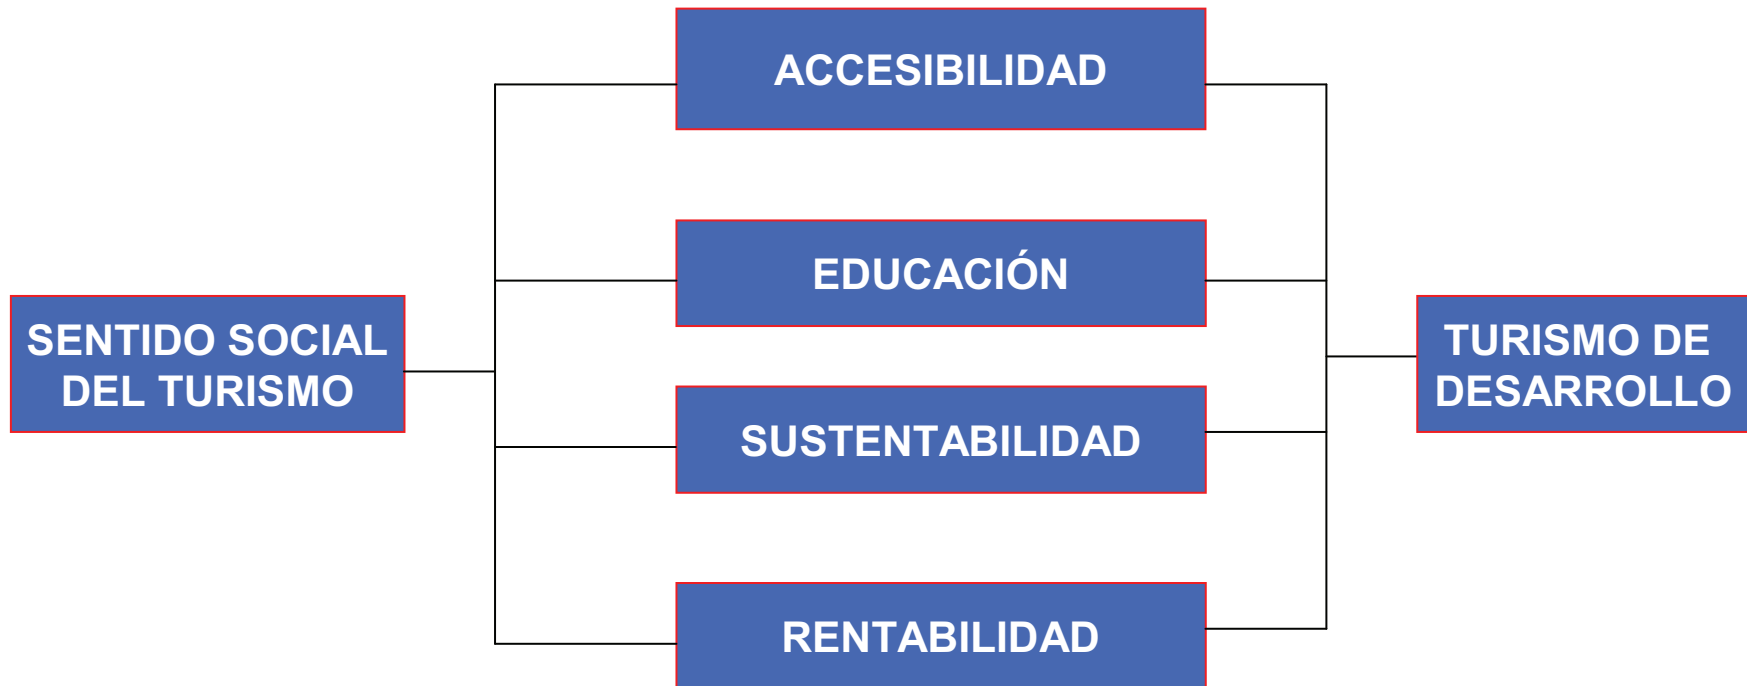 ACCESIBILIDAD
EDUCACIÓN
SENTIDO SOCIAL
DEL TURISMO
TURISMO DE
DESARROLLO
SUSTENTABILIDAD
RENTABILIDAD